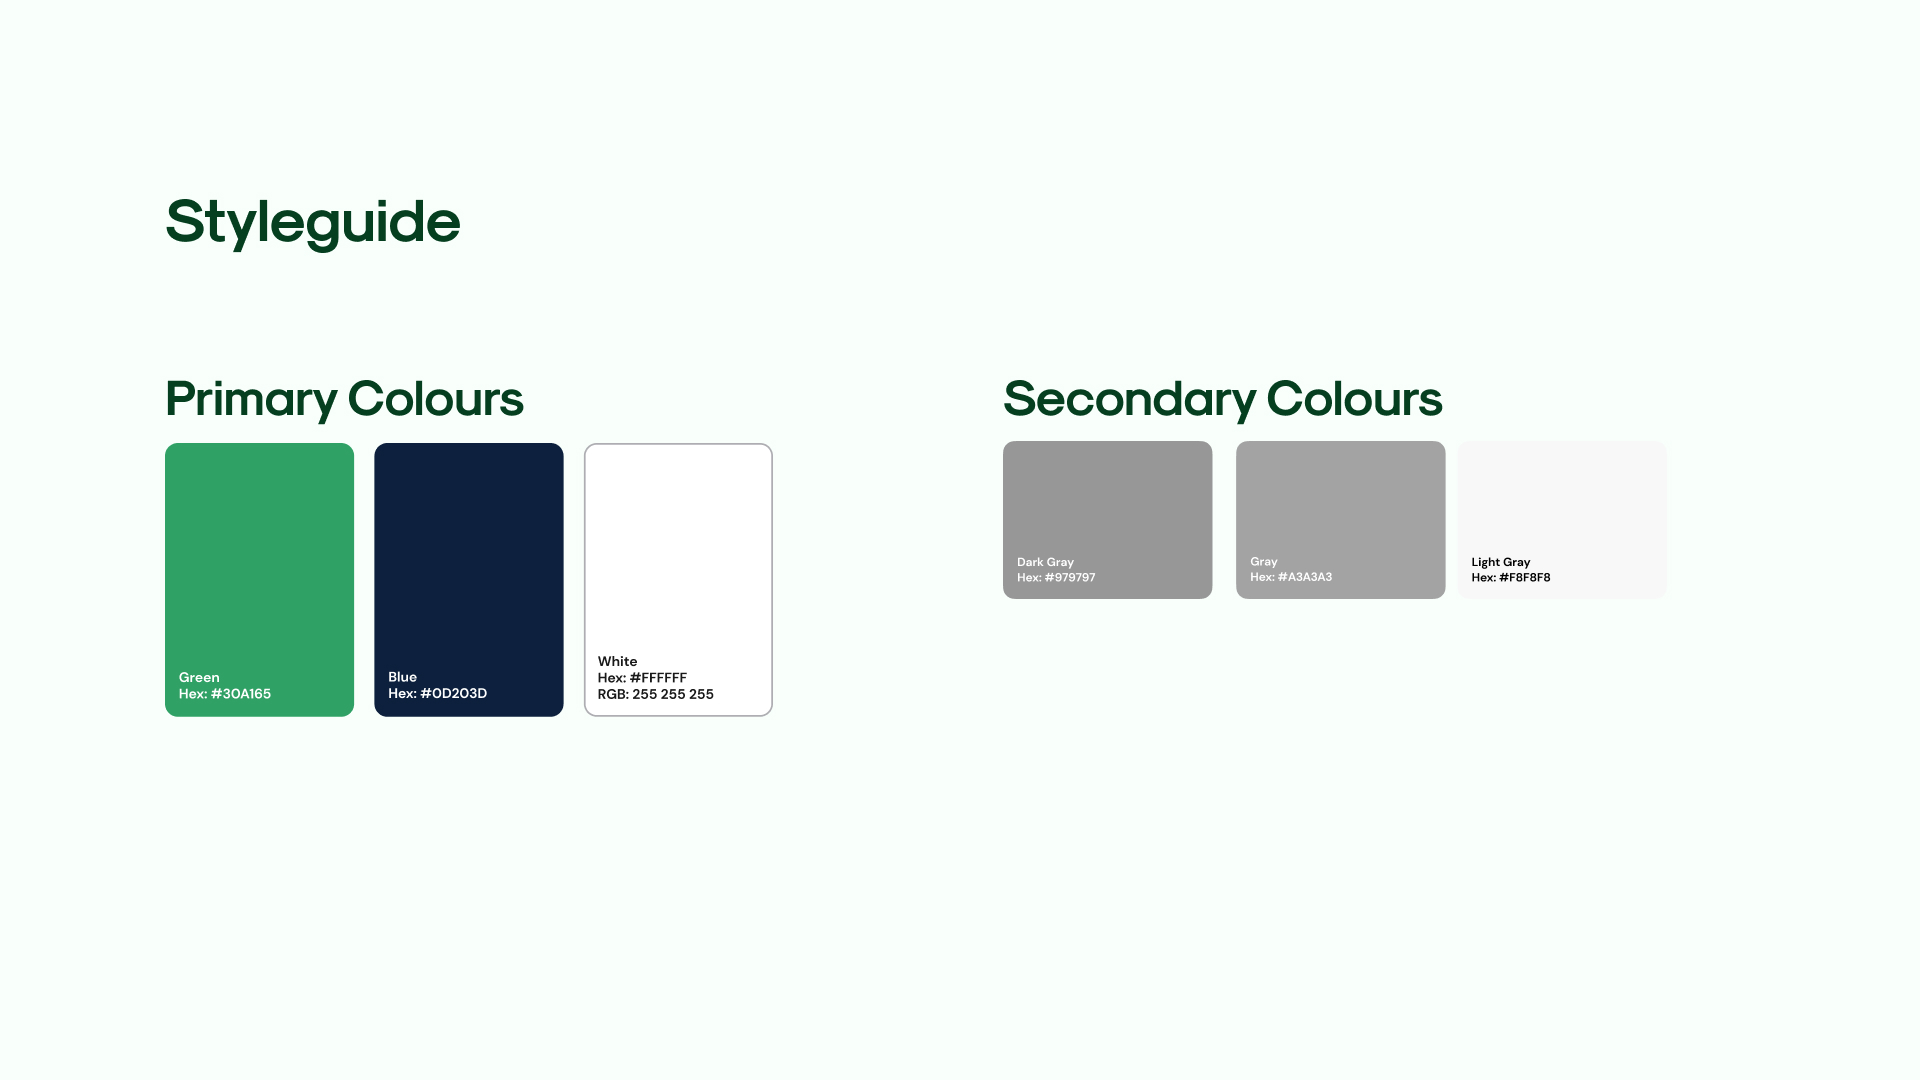 Styleguide
Primary Colours
Green
Hex: #30A165
Blue
Hex: #0D203D
White
Hex: #FFFFFF
RGB: 255 255 255
Secondary Colours
Dark Gray
Hex: #979797
Gray
Hex: #A3A3A3
Light Gray
Hex: #F8F8F8